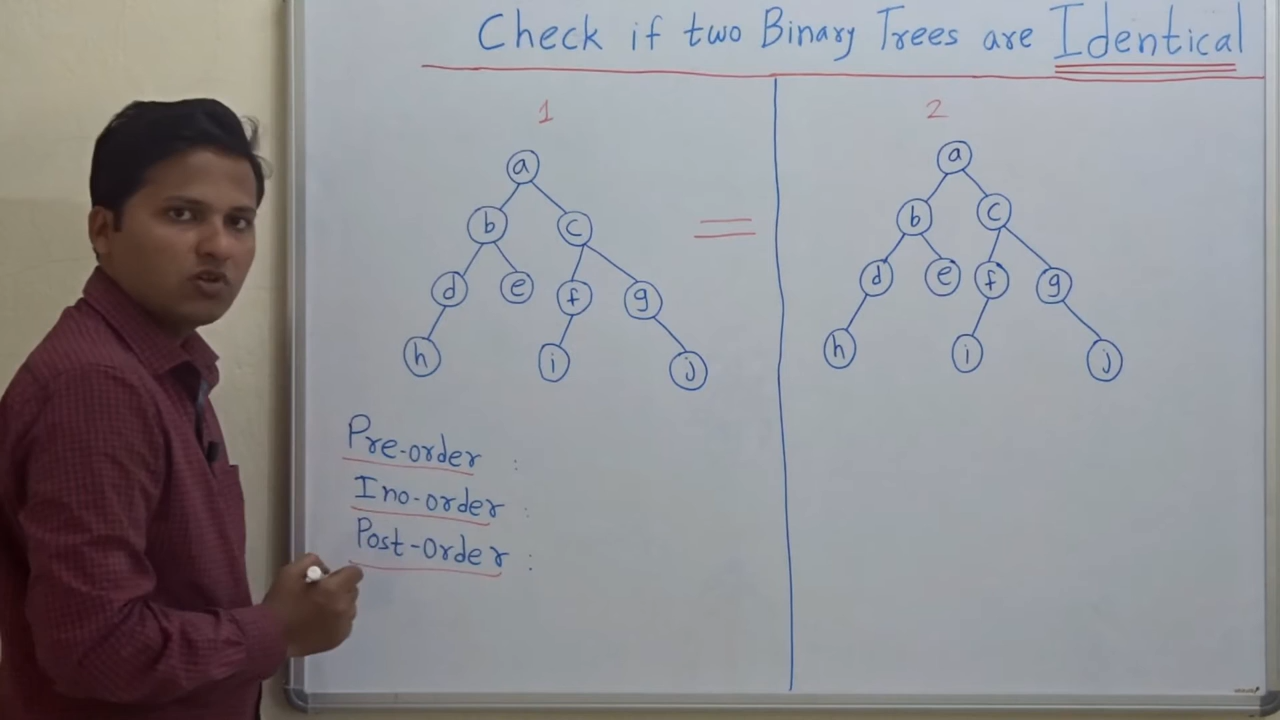 Check if two Binary Trees are Identical
1
2
a
b c
d e f g
h i j
=
a
b c
d e f g
h i j
Pre-order :
Ino-order :
Post-Order :